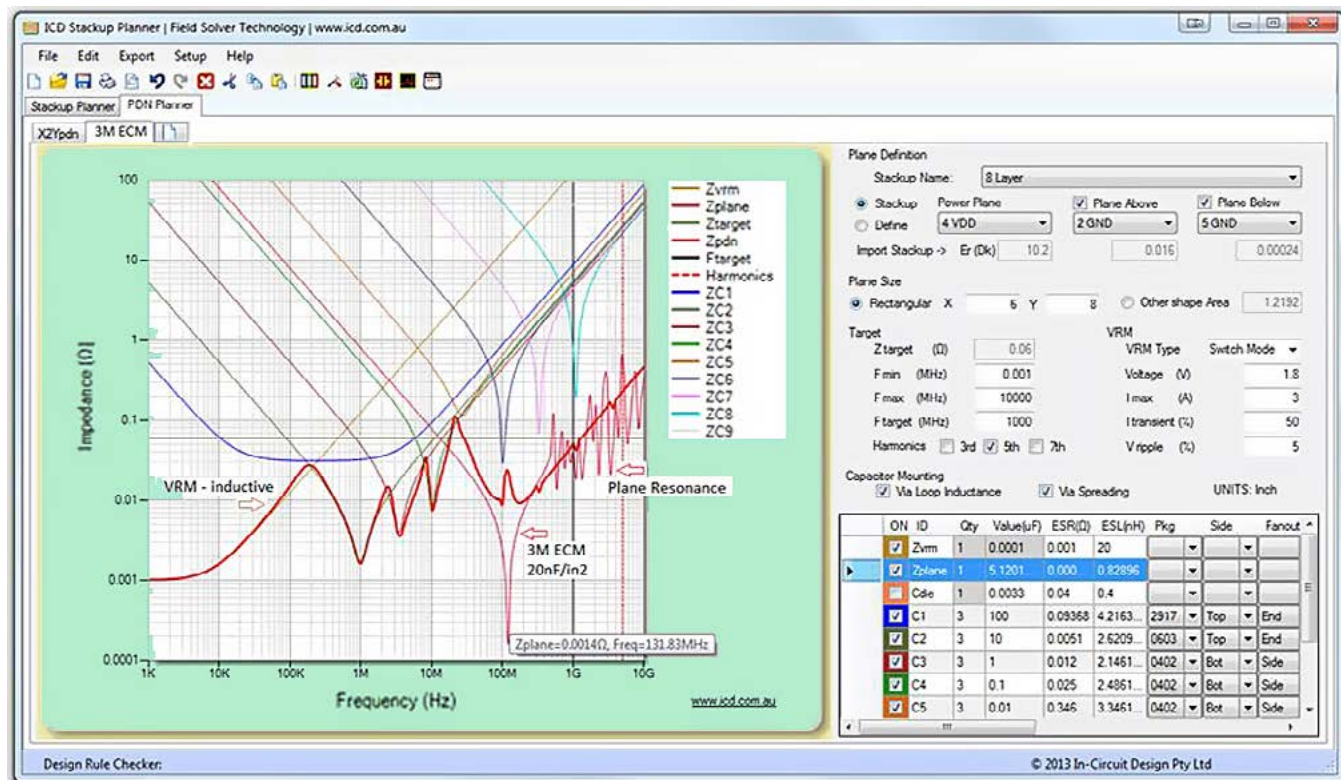 ICD Stackup Planner | Field Solver Technology | www.icd.com.au
File Edit Export Setup Help
Stackup Planner PDN Planner
X2Ypdn 3M ECM
100
10
1
0.1
0.01
0.001
0.0001
Impedance (Ω)
1K 10K 100K 1M 10M 100M 1G 10G
Frequency (Hz)
www.icd.com.au
VRM - inductive
3M ECM
20nF/in2
Plane Resonance
Zplane=0.0014Ω, Freq=131.83MHz
Zvrm
Zplane
Ztarget
Zpdn
Ftarget
Harmonics
ZC1
ZC2
ZC3
ZC4
ZC5
ZC6
ZC7
ZC8
ZC9
Plane Definition
Stackup Name: 8 Layer
Stackup Power Plane Plane Above Plane Below
Define 4 VDD 2 GND 5 GND
Import Stackup -> Er (Dk) 10.2 0.016 0.00024
Plane Size
Rectangular X 6 Y 8 Other shape Area 1.2192
Target VRM
Z target (Ω) 0.06 VRM Type Switch Mode
F min (MHz) 0.001 Voltage (V) 1.8
F max (MHz) 10000 I max (A) 3
F target (MHz) 1000 I transient (%) 50
Harmonics 3rd 5th 7th V ripple (%) 5
Capacitor Mounting
Via Loop Inductance Via Spreading UNITS: Inch
ON ID Qty Value(uF) ESR(Ω) ESL(nH) Pkg Side Fanout
Zvrm 1 0.0001 0.001 20
Zplane 1 5.1201 0.000 0.82896
Cdie 1 0.0033 0.04 0.4
C1 3 100 0.09368 4.2163... 2917 Top End
C2 3 10 0.0051 2.6209... 0603 Top End
C3 3 1 0.012 2.1461... 0402 Bot Side
C4 3 0.1 0.025 2.4861... 0402 Bot Side
C5 3 0.01 0.346 3.3461... 0402 Bot Side
Design Rule Checker: © 2013 In-Circuit Design Pty Ltd